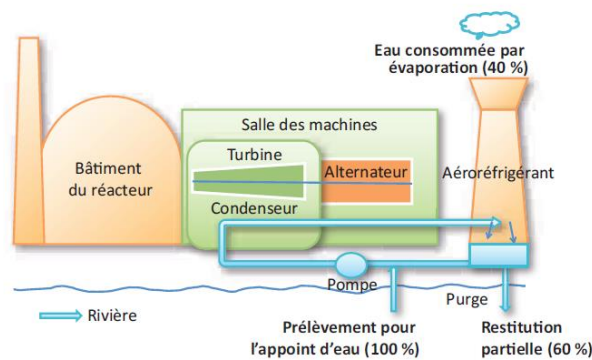 Eau consommée par
évaporation (40 %)
Salle des machines
Turbine
Bâtiment
du réacteur
Alternateur
Aéroréfrigérant
Condenseur
Pompe
Purge
Rivière
Prélèvement pour
l'appoint d'eau (100 %)
Restitution
partielle (60 %)